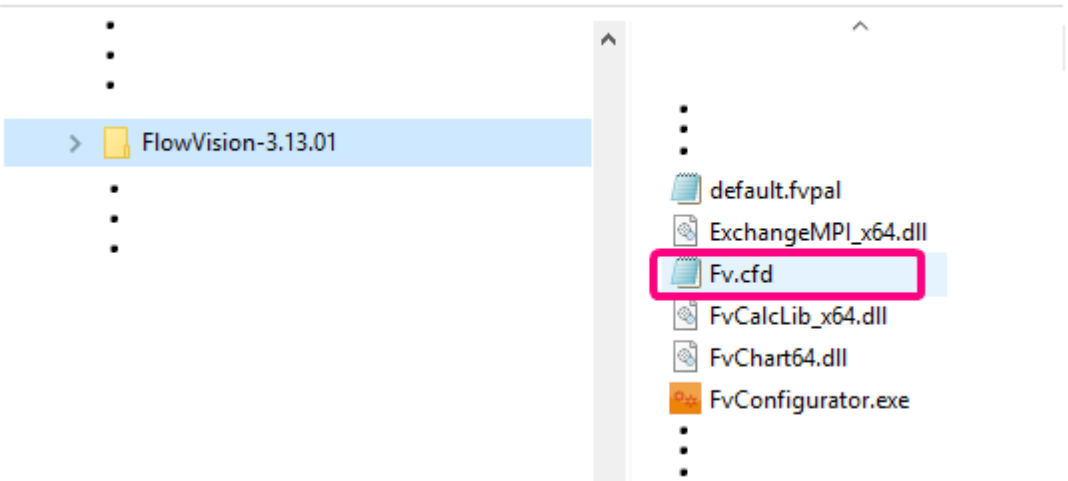 FlowVision-3.13.01
default.fvpal
ExchangeMPI_x64.dll
Fv.cfd
FvCalcLib_x64.dll
FvChart64.dll
FvConfigurator.exe